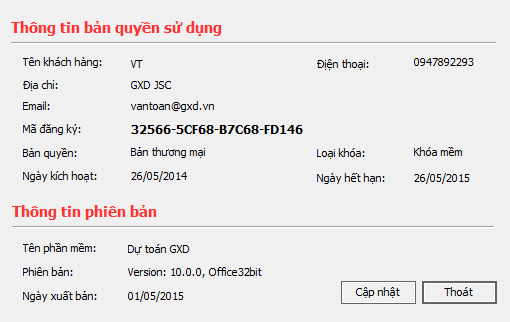 Thông tin bản quyền sử dụng
Tên khách hàng: VT Điện thoại: 0947892293
Địa chỉ: GXD JSC
Email: vantoan@gxd.vn
Mã đăng ký: 32566-5CF68-B7C68-FD146
Bản quyền: Bản thương mại Loại khóa: Khóa mềm
Ngày kích hoạt: 26/05/2014 Ngày hết hạn: 26/05/2015
Thông tin phiên bản
Tên phần mềm: Dự toán GXD
Phiên bản: Version: 10.0.0, Office32bit
Ngày xuất bản: 01/05/2015 Cập nhật Thoát